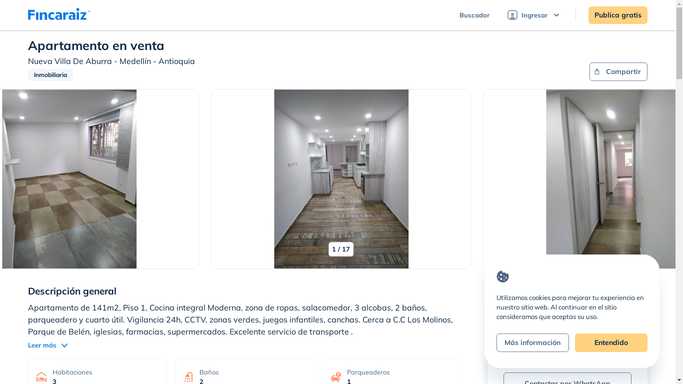 Fincaraiz
Buscador
Ingresar
Publica gratis
Apartamento en venta
Nueva Villa De Aburra - Medellín - Antioquia
Inmobiliaria
Compartir
1 / 17
Descripción general
Apartamento de 141m2, Piso 1. Cocina integral Moderna, zona de ropas, salacomedor, 3 alcobas, 2 baños,
parqueadero y cuarto útil. Vigilancia 24h, CCTV, zonas verdes, juegos infantiles, canchas. Cerca a C.C Los Molinos,
Parque de Belén, iglesias, farmacias, supermercados. Excelente servicio de transporte .
Leer más
Habitaciones
3
Baños
2
Parqueaderos
1
Utilizamos cookies para mejorar tu experiencia en
nuestro sitio web. Al continuar en el sitio
consideramos que aceptas su uso.
Más información
Entendido
Contactar por WhatsApp